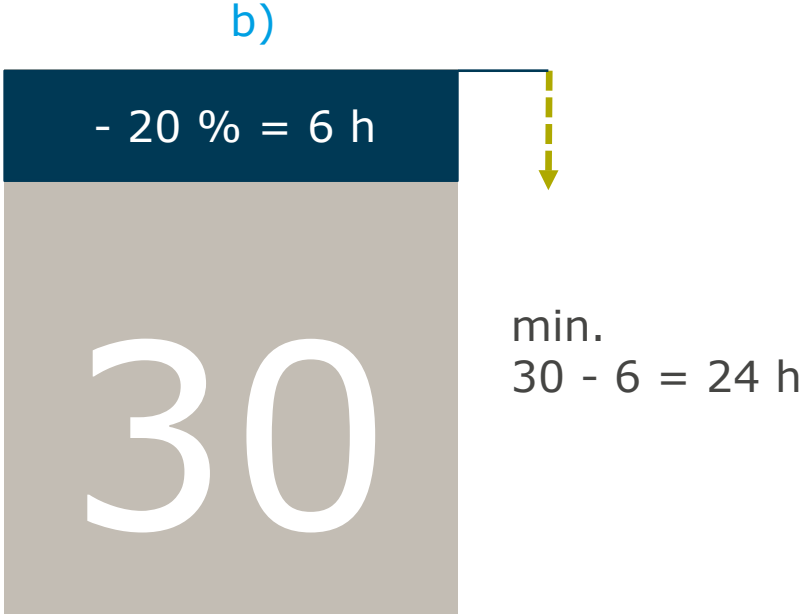 b)
- 20 % = 6 h
30
min.
30 - 6 = 24 h